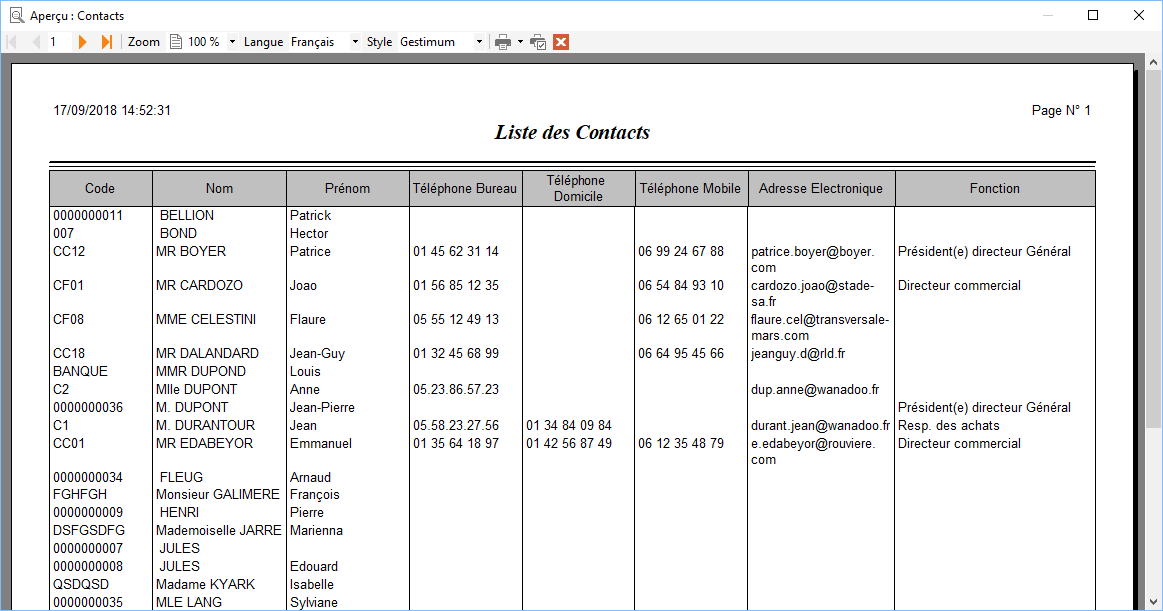 Aperçu : Contacts
1 Zoom 100 % Langue Français Style Gestimum
17/09/2018 14:52:31 Page N° 1
Liste des Contacts
Code Nom Prénom Téléphone Bureau Téléphone Domicile Téléphone Mobile Adresse Electronique Fonction
0000000011 BELLION Patrick
007 BOND Hector
CC12 MR BOYER Patrice 01 45 62 31 14 06 99 24 67 88 patrice.boyer@boyer. Président(e) directeur Général
com
CF01 MR CARDOZO Joao 01 56 85 12 35 06 54 84 93 10 cardozo.joao@stade- Directeur commercial
sa.fr
CF08 MME CELESTINI Flaure 05 55 12 49 13 06 12 65 01 22 flaure.cel@transversale-
mars.com
CC18 MR DALANDARD Jean-Guy 01 32 45 68 99 06 64 95 45 66 jeanguy.d@rld.fr
BANQUE MMR DUPOND Louis
C2 Mlle DUPONT Anne 05.23.86.57.23 dup.anne@wanadoo.fr
0000000036 M. DUPONT Jean-Pierre Président(e) directeur Général
C1 M. DURANTOUR Jean 05.58.23.27.56 01 34 84 09 84 durant.jean@wanadoo.fr Resp. des achats
CC01 MR EDABEYOR Emmanuel 01 35 64 18 97 01 42 56 87 49 06 12 35 48 79 e.edabeyor@rouviere. Directeur commercial
com
0000000034 FLEUG Arnaud
FGHFGH Monsieur GALIMERE François
0000000009 HENRI Pierre
DSFGSDFG Mademoiselle JARRE Marienna
0000000007 JULES
0000000008 JULES Edouard
QSDQSD Madame KYARK Isabelle
0000000035 MLE LANG Sylviane